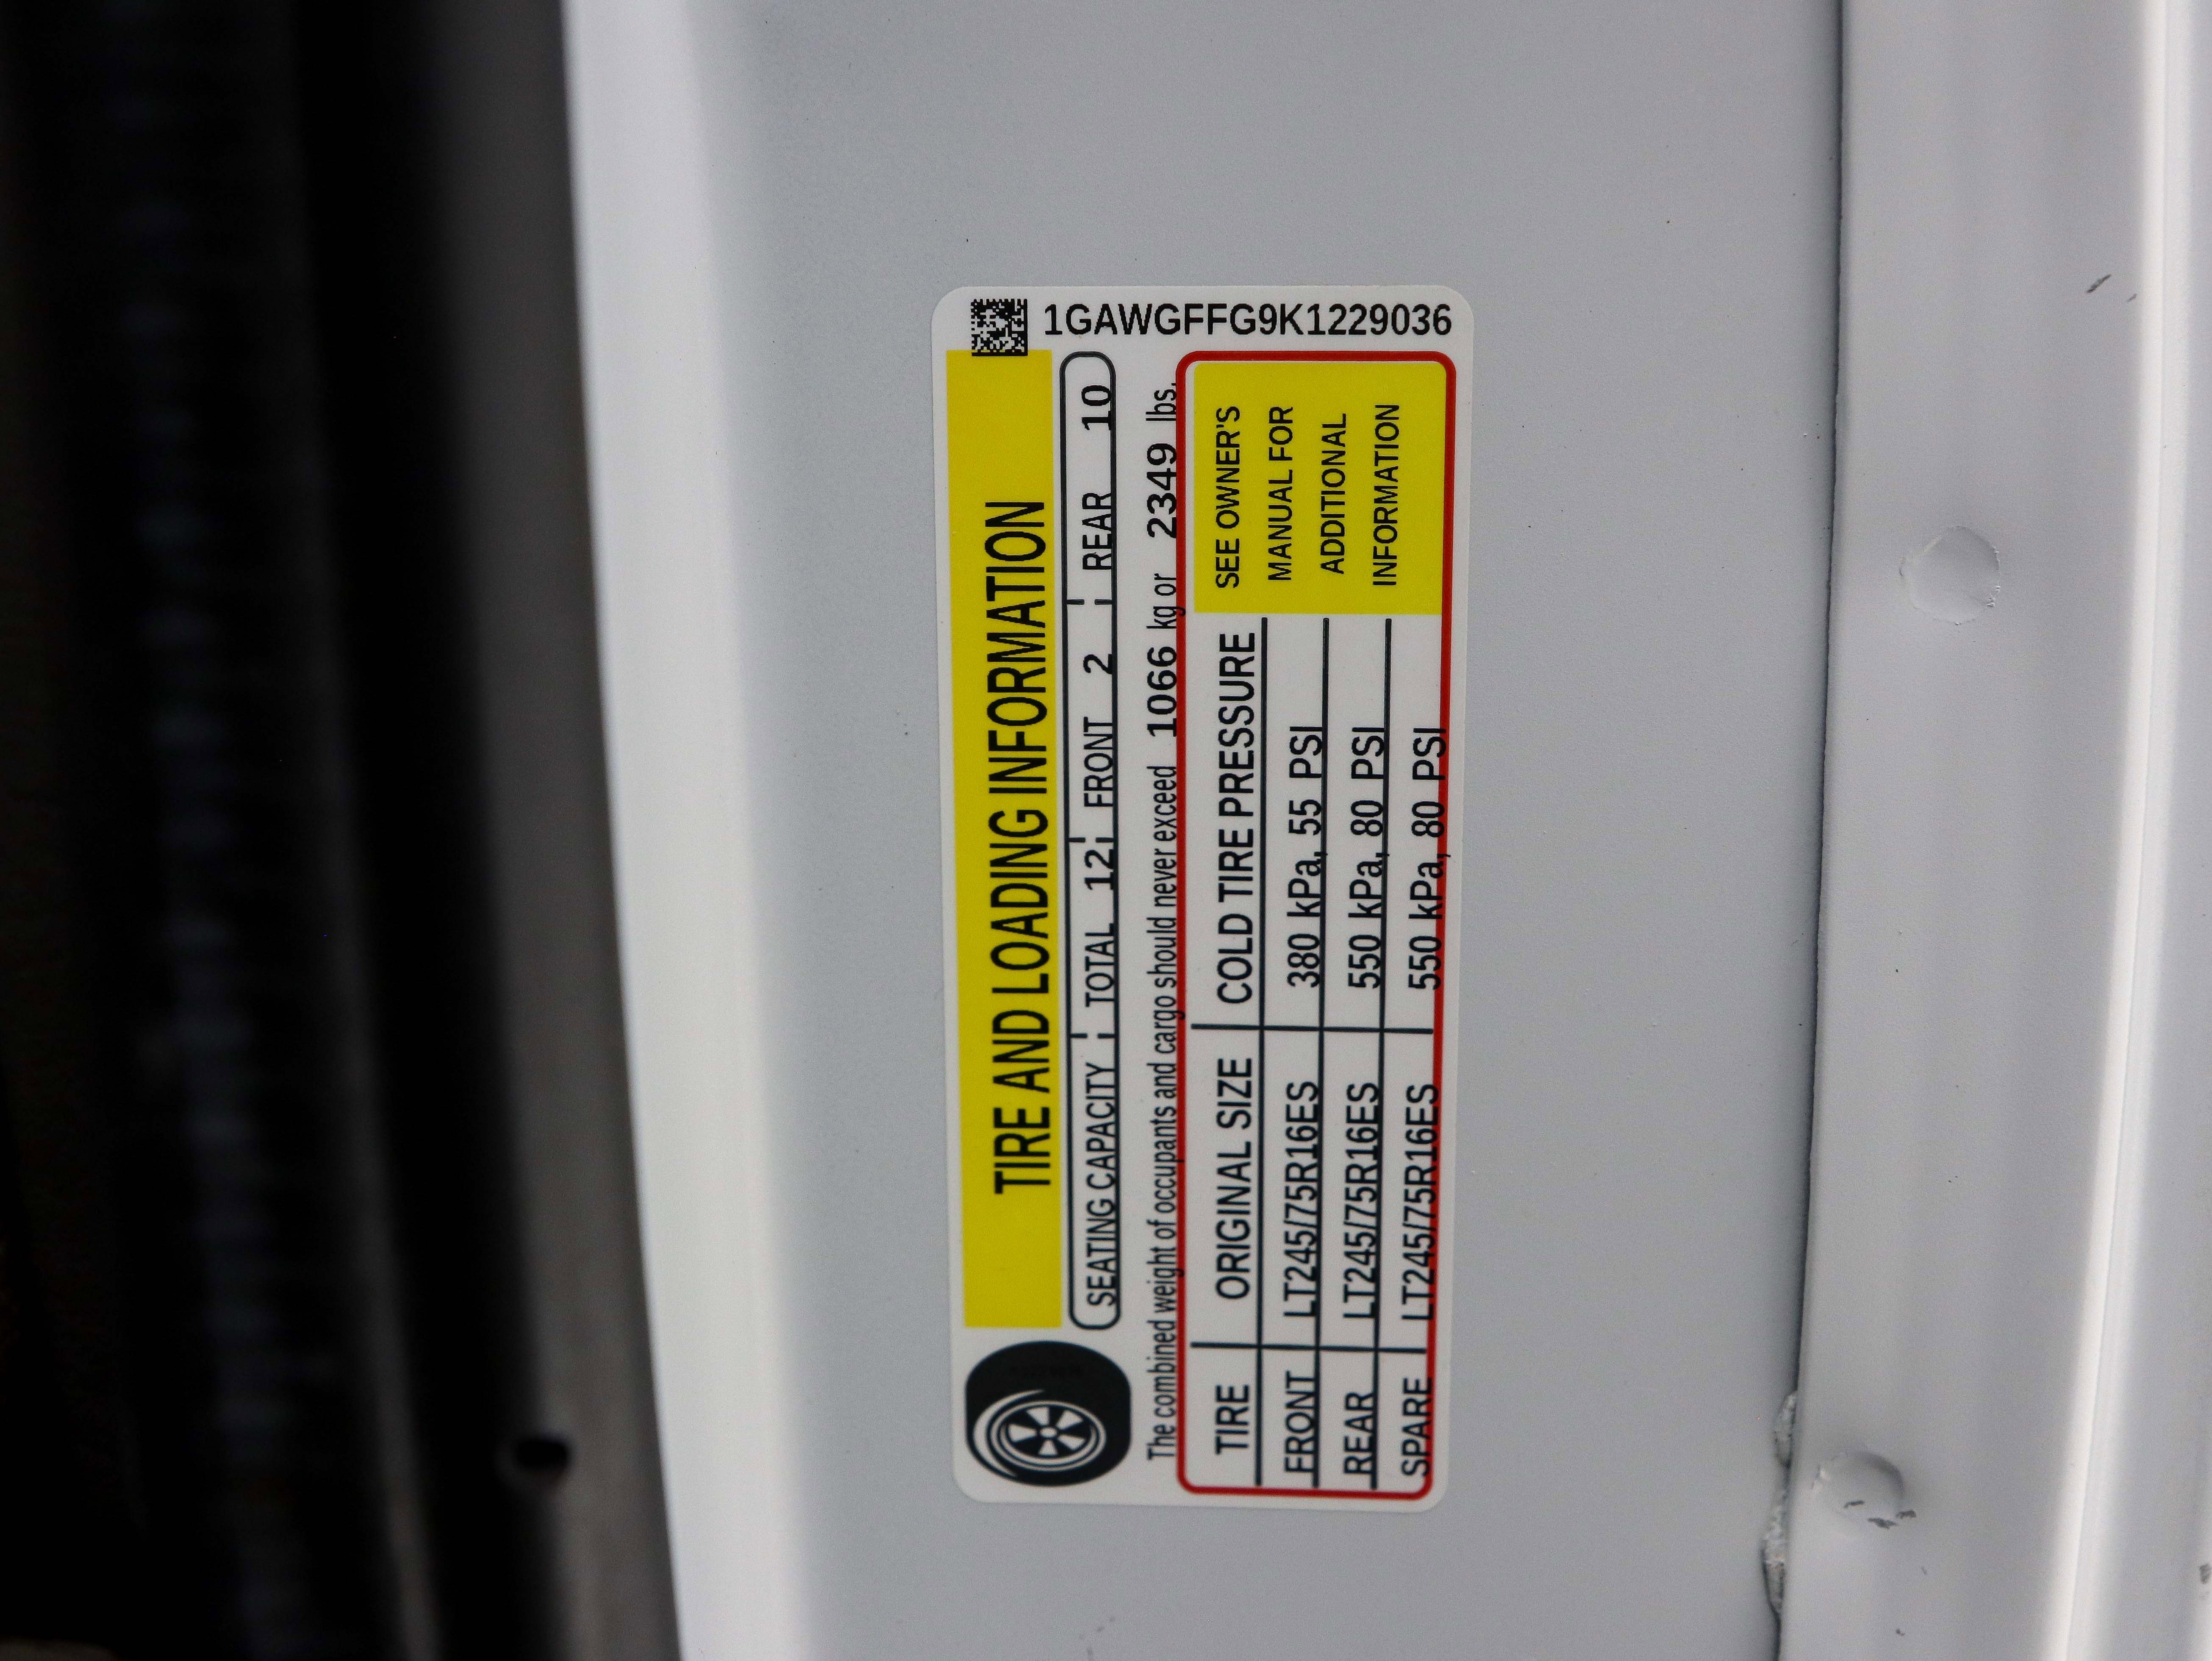 1GAWGFFG9K1229036
TIRE AND LOADING INFORMATION
SEATING CAPACITY TOTAL 12 FRONT 2 REAR 10
The combined weight of occupants and cargo should never exceed 1066 kg or 2349 lbs.
TIRE ORIGINAL SIZE COLD TIRE PRESSURE
FRONT LT245/75R16ES 380 kPa, 55 PSI
REAR LT245/75R16ES 550 kPa, 80 PSI
SPARE LT245/75R16ES 550 kPa, 80 PSI
SEE OWNER'S
MANUAL FOR
ADDITIONAL
INFORMATION